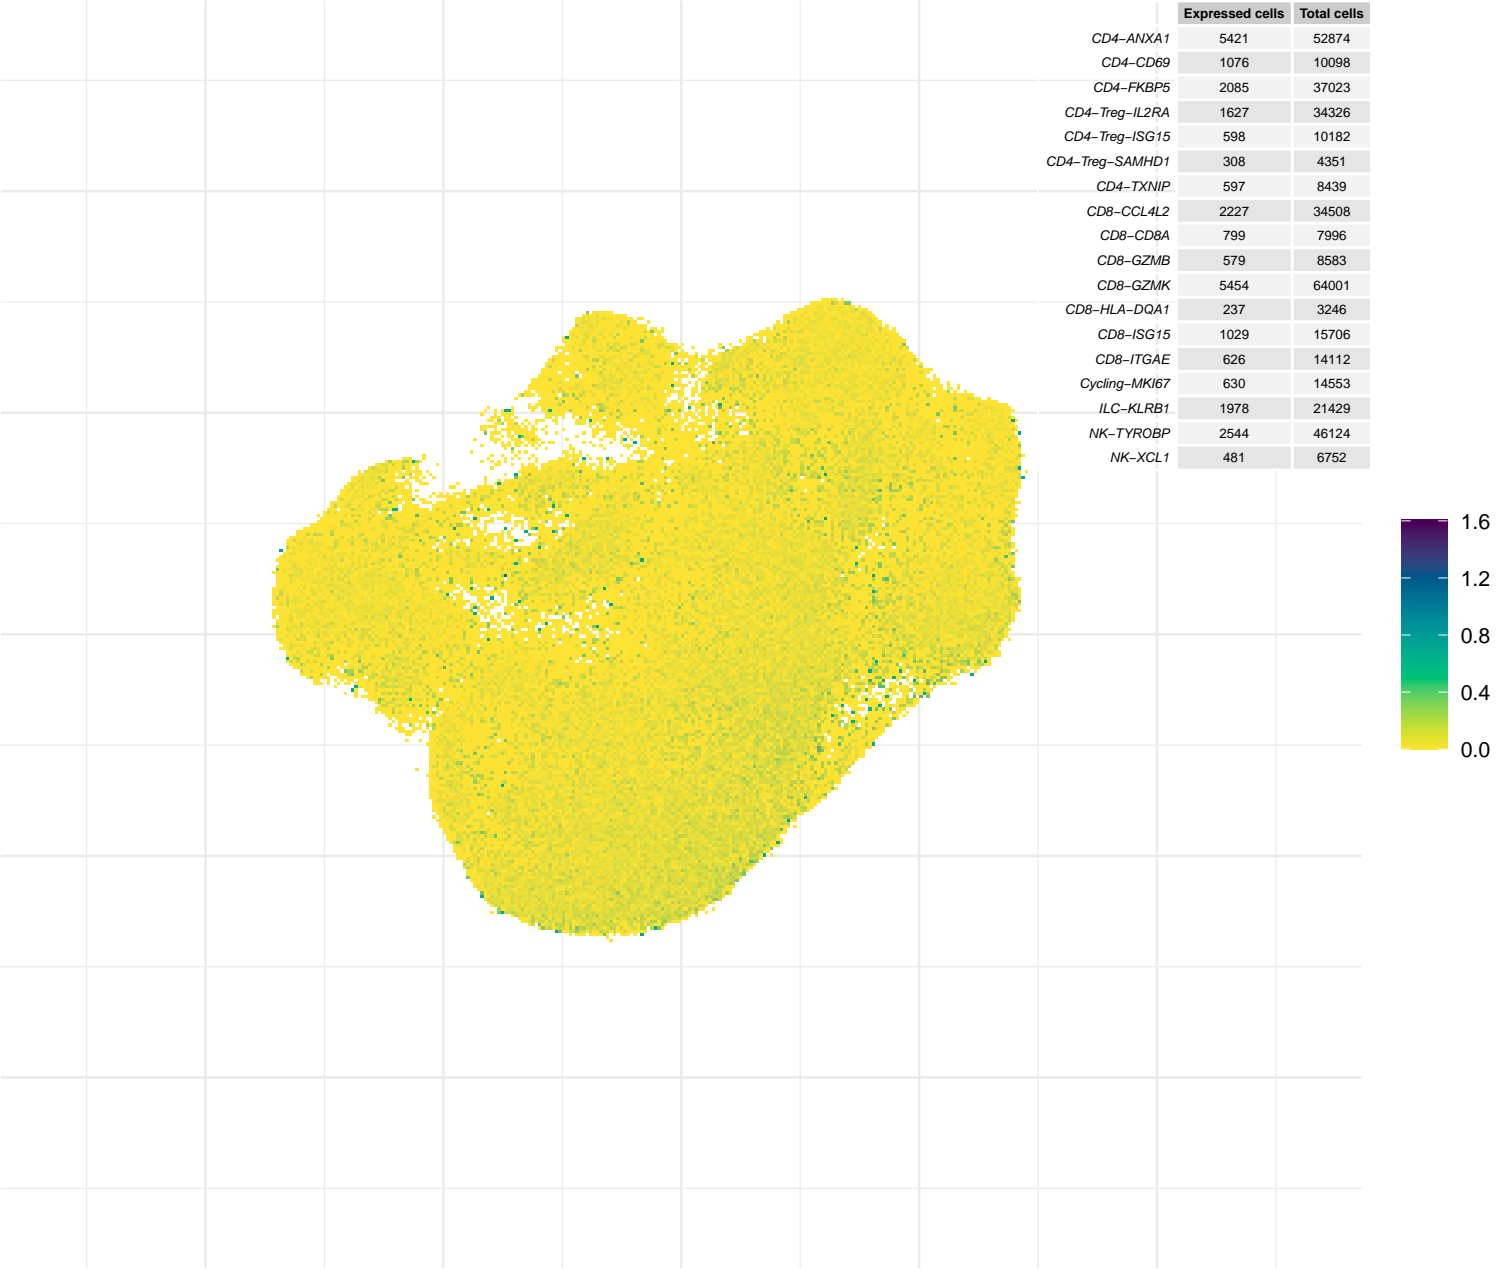 Expressed cells Total cells
CD4−ANXA1 5421 52874
CD4−CD69 1076 10098
CD4−FKBP5 2085 37023
CD4−Treg−IL2RA 1627 34326
CD4−Treg−ISG15 598 10182
CD4−Treg−SAMHD1 308 4351
CD4−TXNIP 597 8439
CD8−CCL4L2 2227 34508
CD8−CD8A 799 7996
CD8−GZMB 579 8583
CD8−GZMK 5454 64001
CD8−HLA−DQA1 237 3246
CD8−ISG15 1029 15706
CD8−ITGAE 626 14112
Cycling−MKI67 630 14553
ILC−KLRB1 1978 21429
NK−TYROBP 2544 46124
NK−XCL1 481 6752
1.6
1.2
0.8
0.4
0.0